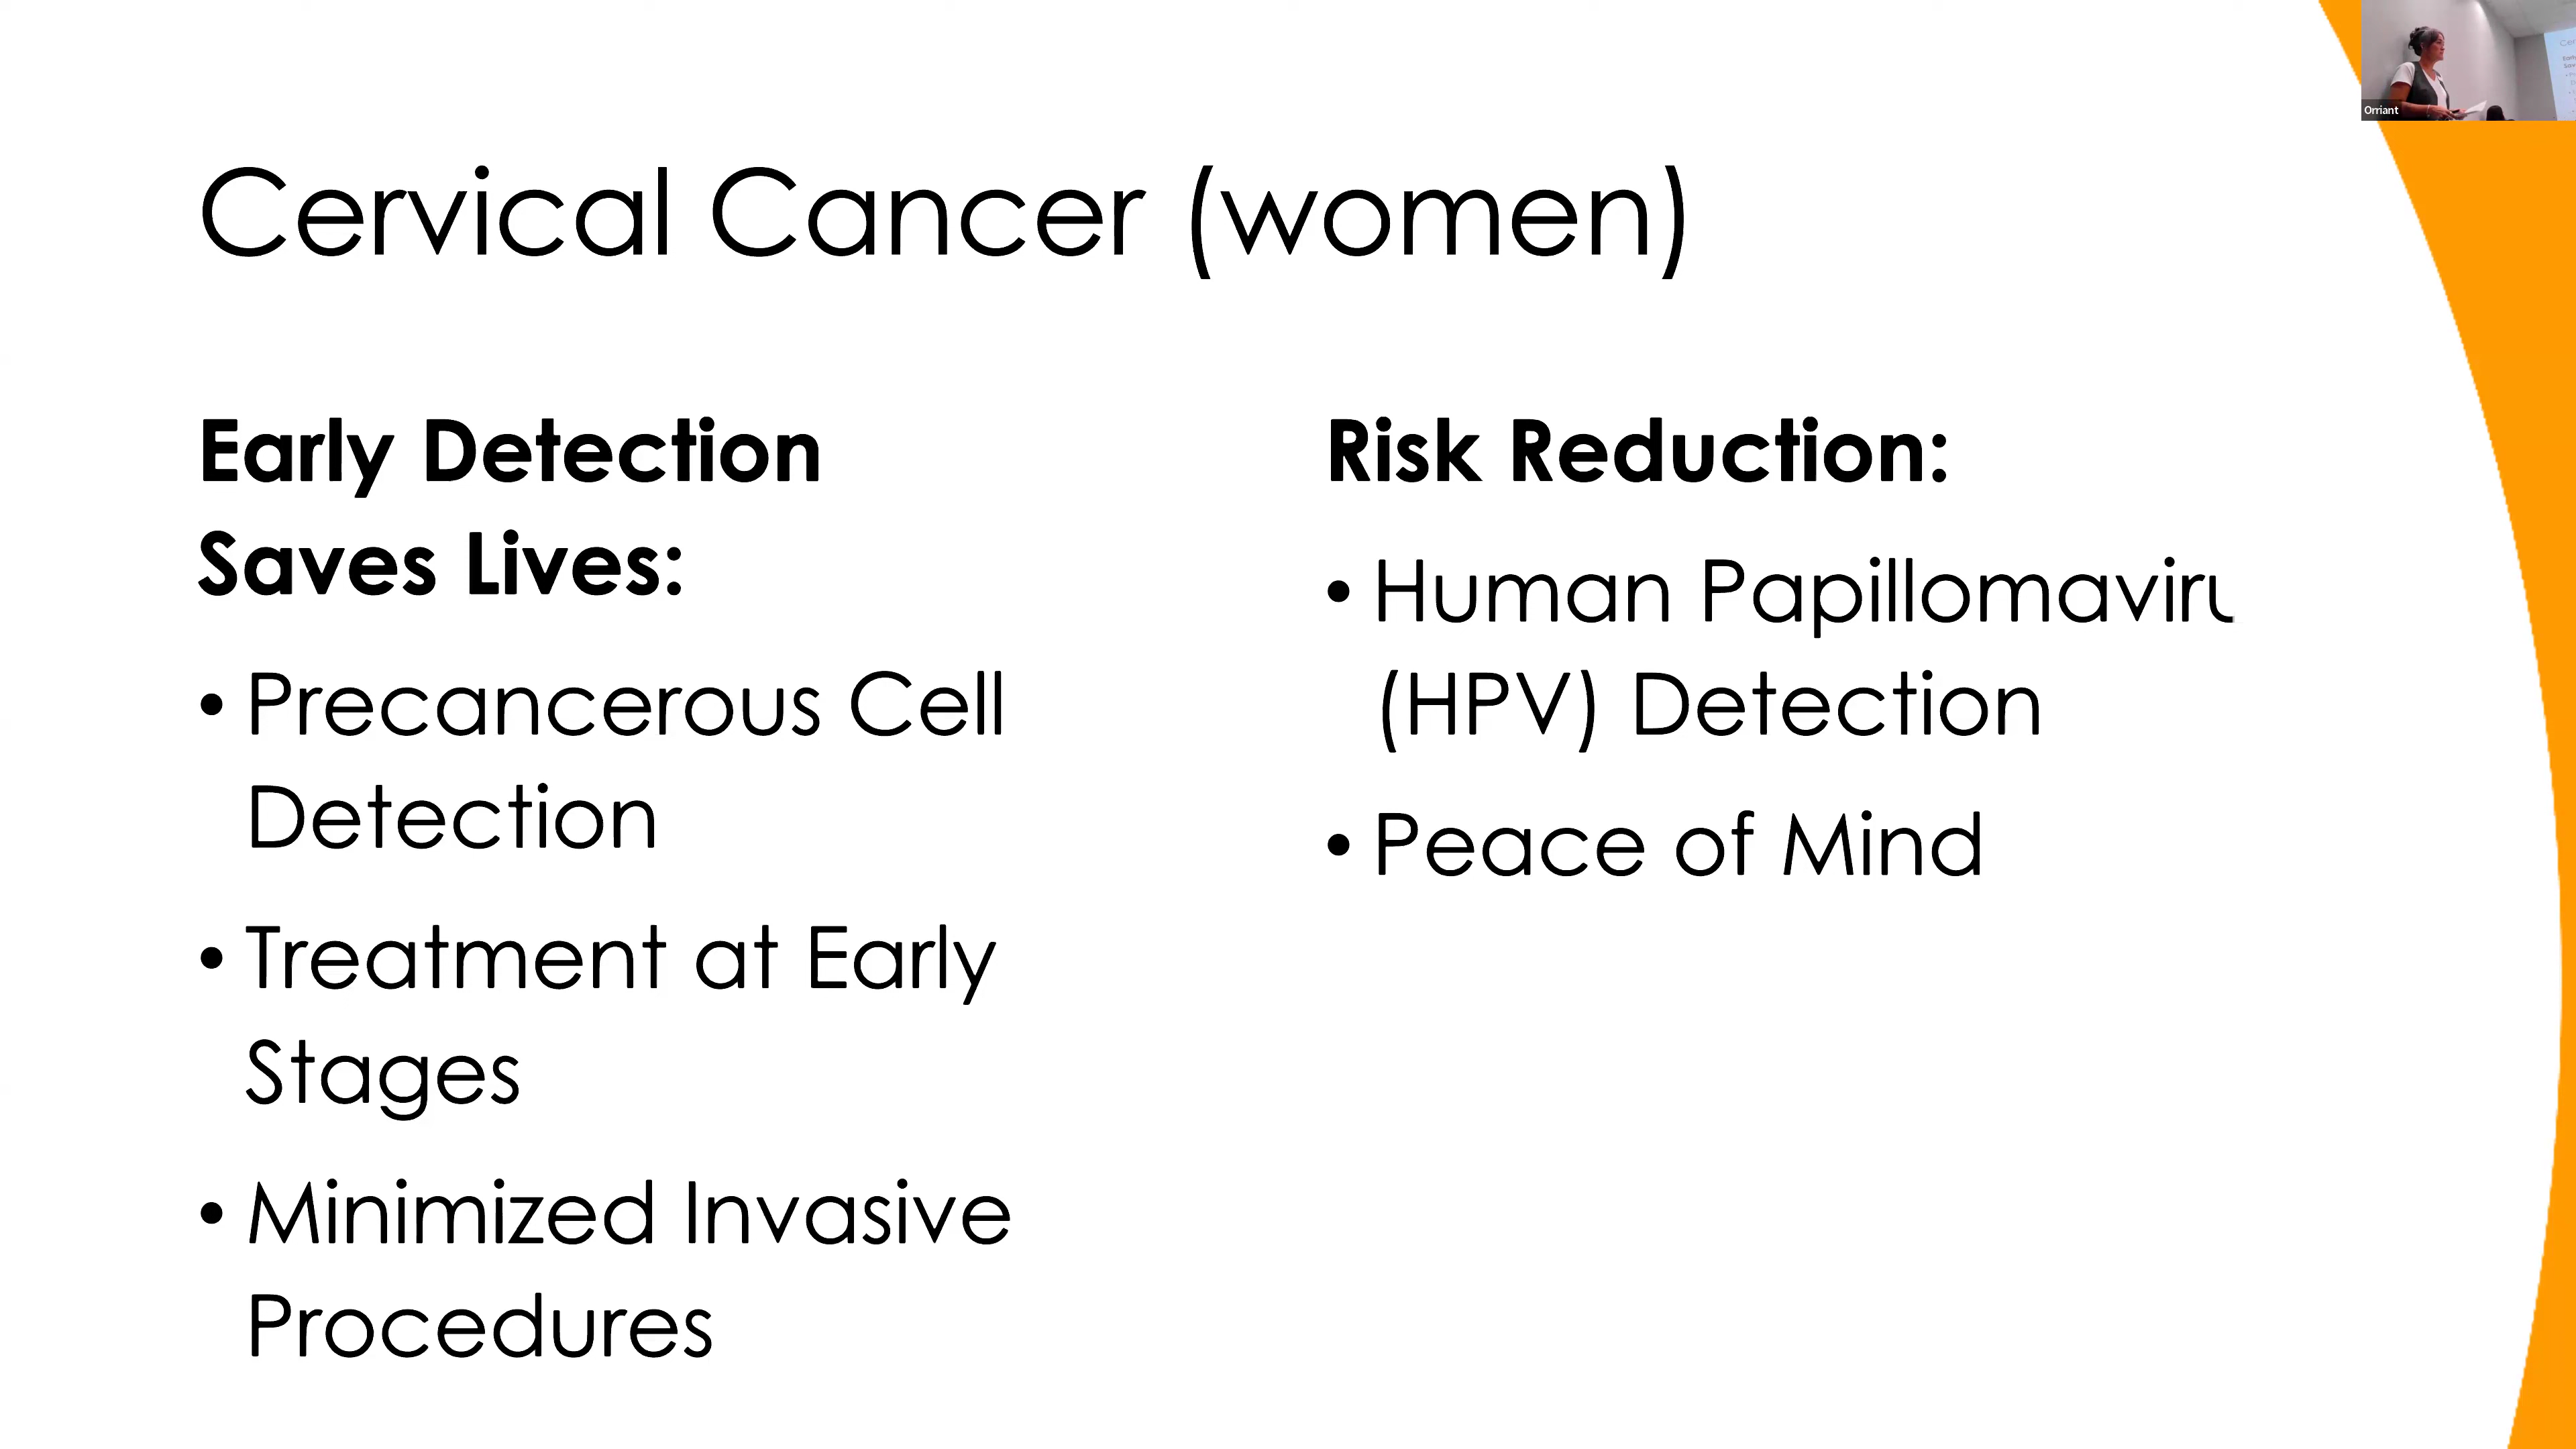 Cervical Cancer (women)
Early Detection
Saves Lives:
• Precancerous Cell
Detection
• Treatment at Early
Stages
• Minimized Invasive
Procedures
Risk Reduction:
• Human Papillomaviru
(HPV) Detection
• Peace of Mind
Orriant